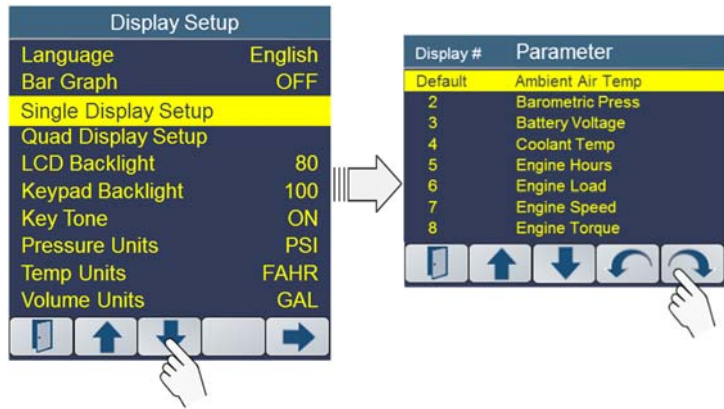 Display Setup
Language English
Bar Graph OFF
Single Display Setup
Quad Display Setup
LCD Backlight 80
Keypad Backlight 100
Key Tone ON
Pressure Units PSI
Temp Units FAHR
Volume Units GAL
Display # Parameter
Default Ambient Air Temp
2 Barometric Press
3 Battery Voltage
4 Coolant Temp
5 Engine Hours
6 Engine Load
7 Engine Speed
8 Engine Torque